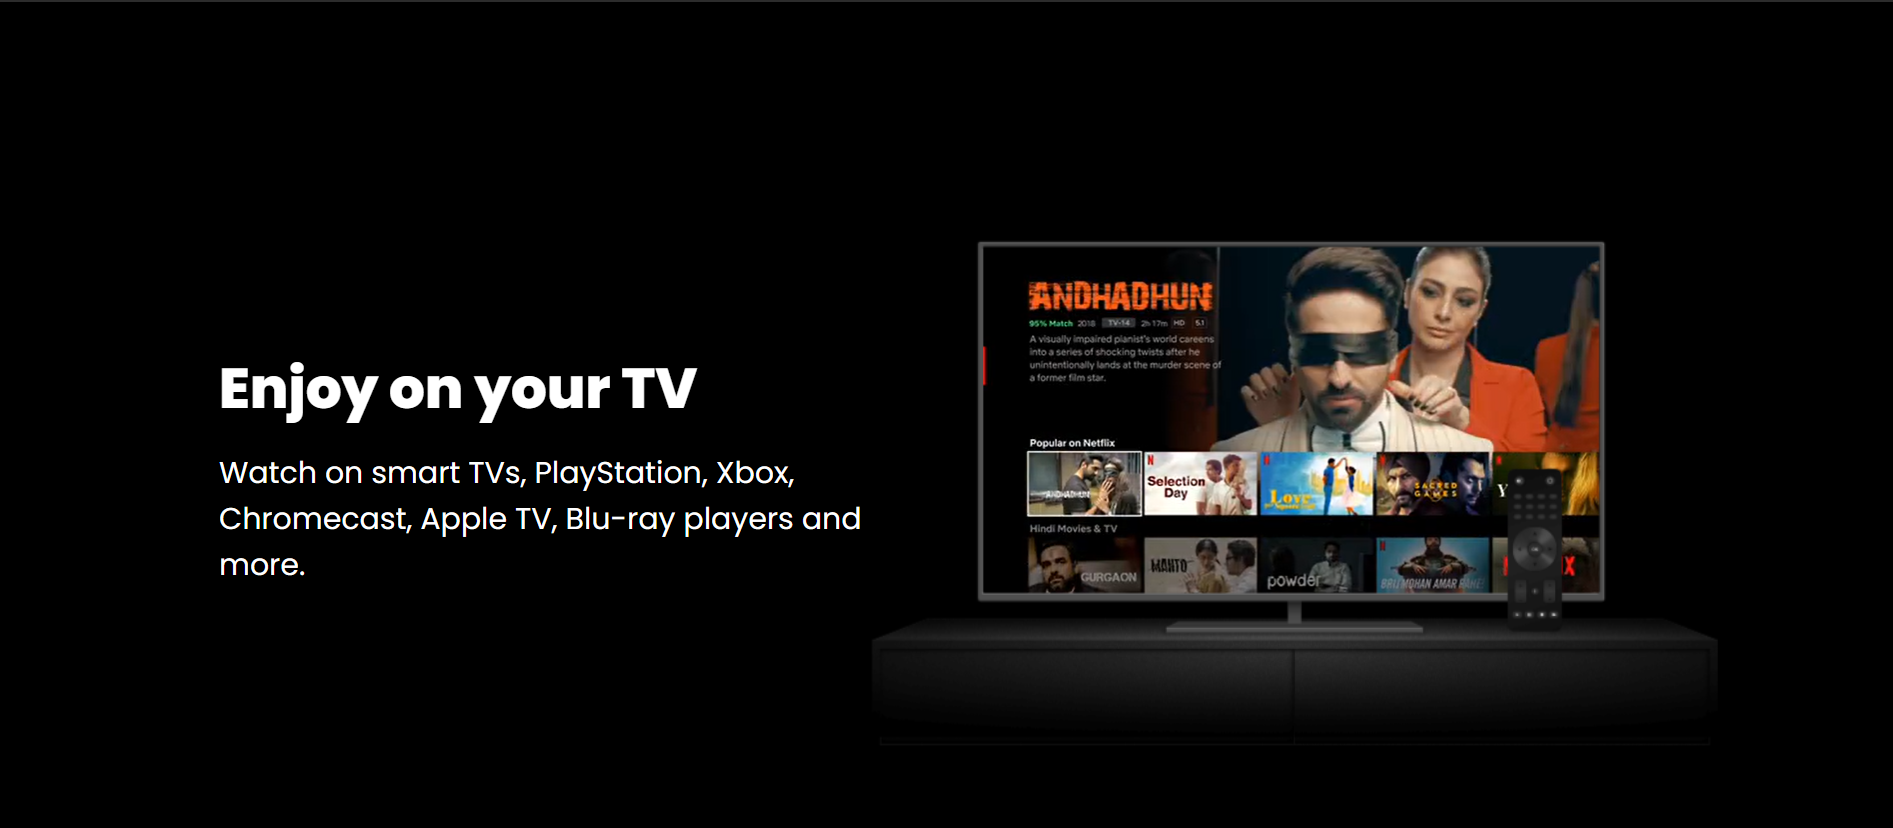 Enjoy on your TV
Watch on smart TVs, PlayStation, Xbox,
Chromecast, Apple TV, Blu-ray players and
more.
ANDHADHUN
95% Match 2018 TV-14 2h 17m HD 5.1
A visually impaired pianist's world careens
into a series of shocking twists after he
unintentionally lands at the murder scene of
a former film star.
Popular on Netflix
ANDHADHUN
N
Selection
Day
Love
SACRED
GAMES
Y
Hindi Movies & TV
GURGAON
MANTO
powder
BRIJ MOHAN AMAR RAHE!